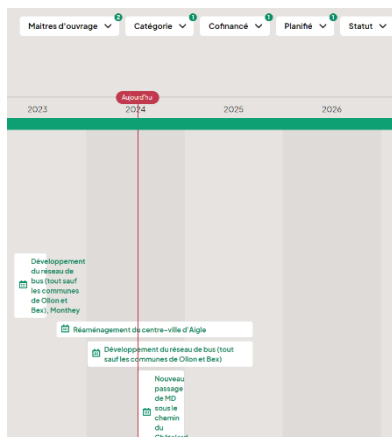 Maîtres d'ouvrage 2 Catégorie 1 Cofinancé 1 Planifié 1 Statut
Aujourd'hu
2023 2024 2025 2026
Développement
du réseau de
bus (tout sauf
les communes
de Ollon et
Bex), Monthey
Réaménagement du centre-ville d'Aigle
Développement du réseau de bus (tout
sauf les communes de Ollon et Bex)
Nouveau
passage
de MD
sous le
chemin
du
Châtelard